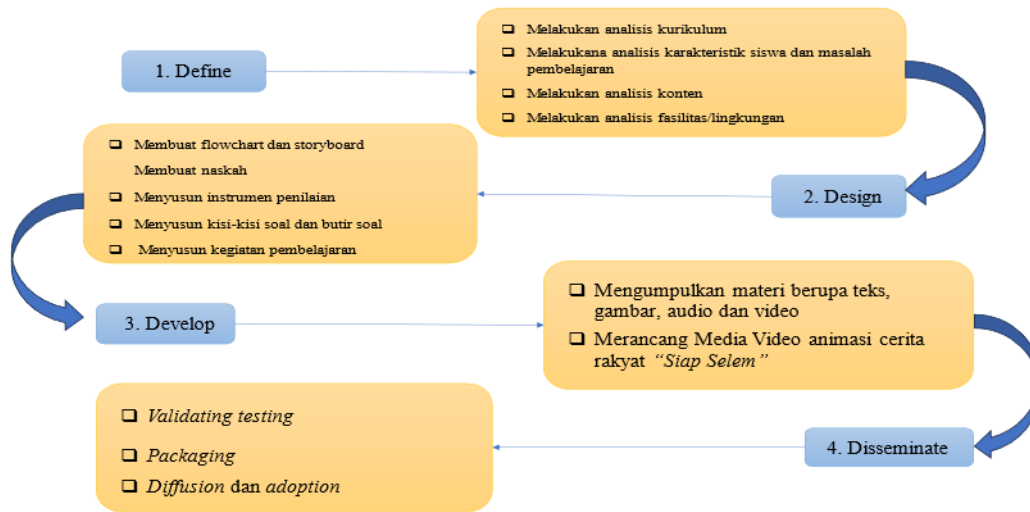 1. Define
❑ Melakukan analisis kurikulum
❑ Melakukana analisis karakteristik siswa dan masalah
pembelajaran
❑ Melakukan analisis konten
❑ Melakukan analisis fasilitas/lingkungan
2. Design
❑ Membuat flowchart dan storyboard
Membuat naskah
❑ Menyusun instrumen penilaian
❑ Menyusun kisi-kisi soal dan butir soal
❑ Menyusun kegiatan pembelajaran
3. Develop
❑ Mengumpulkan materi berupa teks,
gambar, audio dan video
❑ Merancang Media Video animasi cerita
rakyat “Siap Selem”
4. Disseminate
❑ Validating testing
❑ Packaging
❑ Diffusion dan adoption